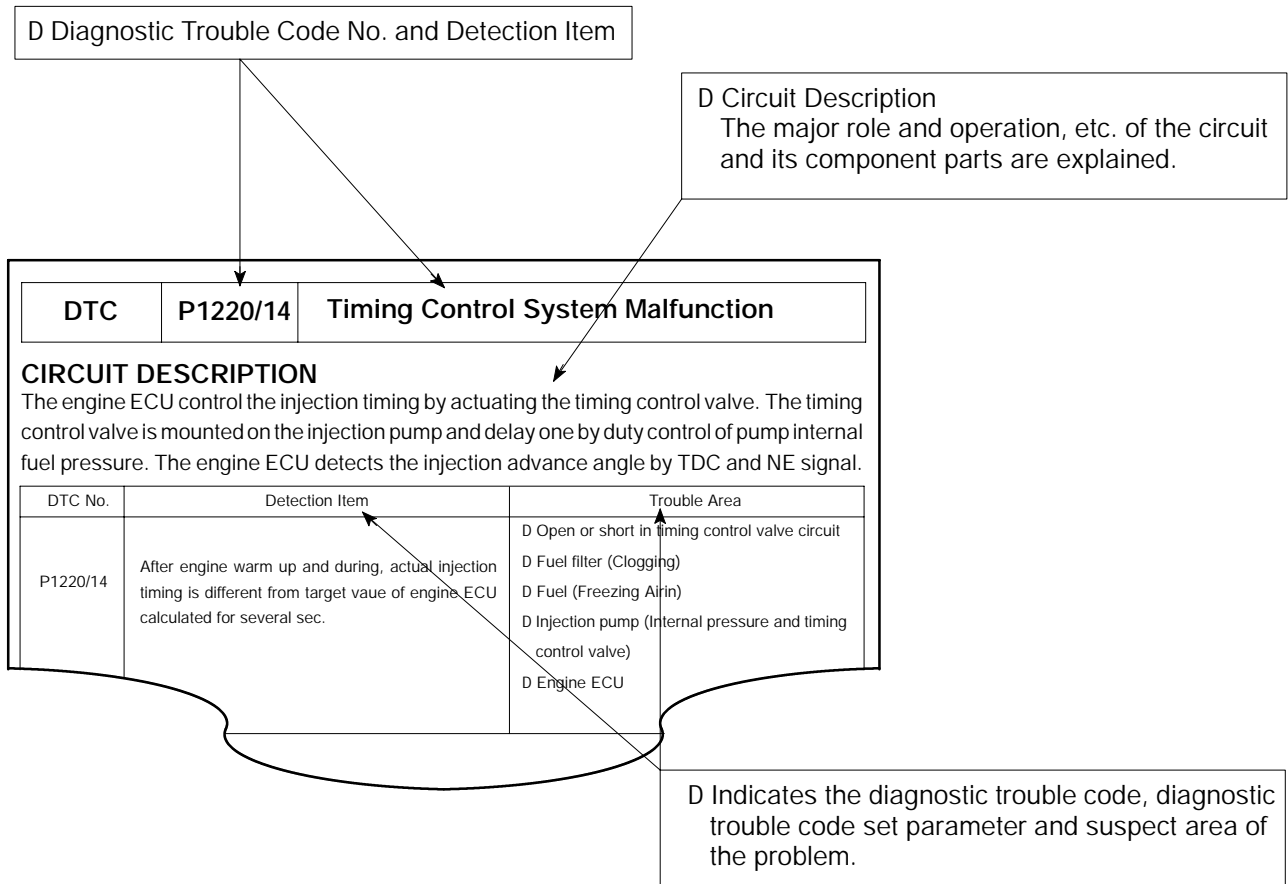 D Diagnostic Trouble Code No. and Detection Item
D Circuit Description
The major role and operation, etc. of the circuit
and its component parts are explained.
DTC P1220/14 Timing Control System Malfunction
CIRCUIT DESCRIPTION
The engine ECU control the injection timing by actuating the timing control valve. The timing
control valve is mounted on the injection pump and delay one by duty control of pump internal
fuel pressure. The engine ECU detects the injection advance angle by TDC and NE signal.
DTC No. Detection Item Trouble Area
P1220/14
After engine warm up and during, actual injection
timing is different from target vaue of engine ECU
calculated for several sec.
D Open or short in timing control valve circuit
D Fuel filter (Clogging)
D Fuel (Freezing Airin)
D Injection pump (Internal pressure and timing
control valve)
D Engine ECU
D Indicates the diagnostic trouble code, diagnostic
trouble code set parameter and suspect area of
the problem.